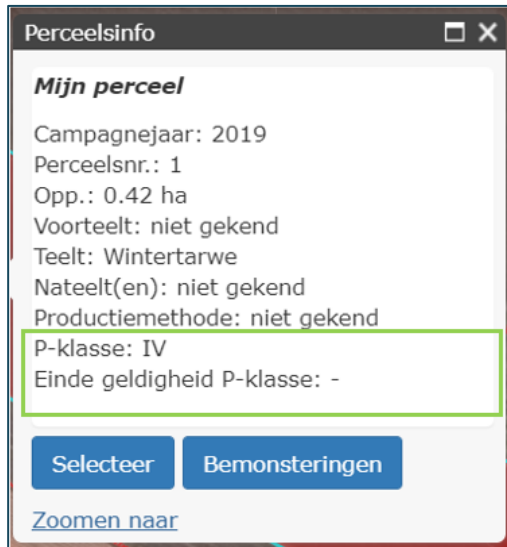 Perceelsinfo
Mijn perceel
Campagnejaar: 2019
Perceelsnr.: 1
Opp.: 0.42 ha
Voorteelt: niet gekend
Teelt: Wintertarwe
Nateelt(en): niet gekend
Productiemethode: niet gekend
P-klasse: IV
Einde geldigheid P-klasse: -
Selecteer Bemonsteringen
Zoomen naar